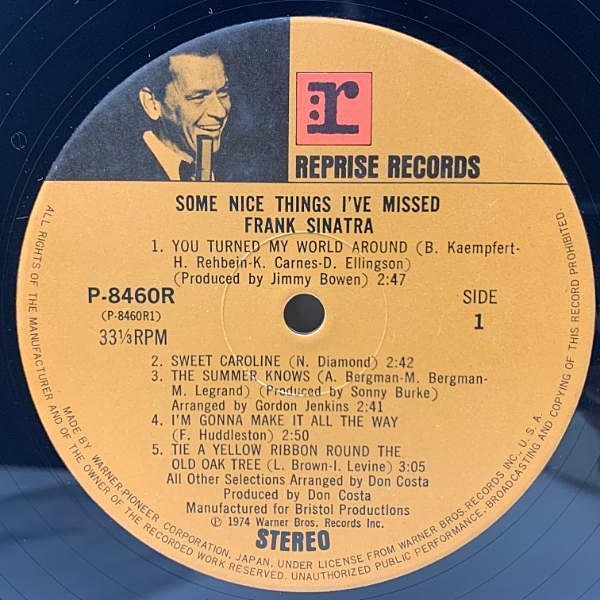 r
REPRISE RECORDS
SOME NICE THINGS I'VE MISSED
FRANK SINATRA
1. YOU TURNED MY WORLD AROUND (B. Kaempfert-
H. Rehbein-K. Carnes-D. Ellingson)
(Produced by Jimmy Bowen) 2:47
P-8460R
(P-8460R1)
33⅓RPM
SIDE
1
2. SWEET CAROLINE (N. Diamond) 2:42
3. THE SUMMER KNOWS (A. Bergman-M. Bergman-
M. Legrand) (Produced by Sonny Burke)
Arranged by Gordon Jenkins 2:41
4. I'M GONNA MAKE IT ALL THE WAY
(F. Huddleston) 2:50
5. TIE A YELLOW RIBBON ROUND THE
OLD OAK TREE (L. Brown-I. Levine) 3:05
All Other Selections Arranged by Don Costa
Produced by Don Costa
Manufactured for Bristol Productions
℗ 1974 Warner Bros. Records Inc.
STEREO
MADE BY WARNER-PIONEER CORPORATION, JAPAN, UNDER LICENSE FROM WARNER BROS. RECORDS INC., U.S.A.
ALL RIGHTS OF THE MANUFACTURER AND OF THE OWNER OF THE RECORDED WORK RESERVED. UNAUTHORIZED PUBLIC PERFORMANCE, BROADCASTING AND COPYING OF THIS RECORD PROHIBITED.